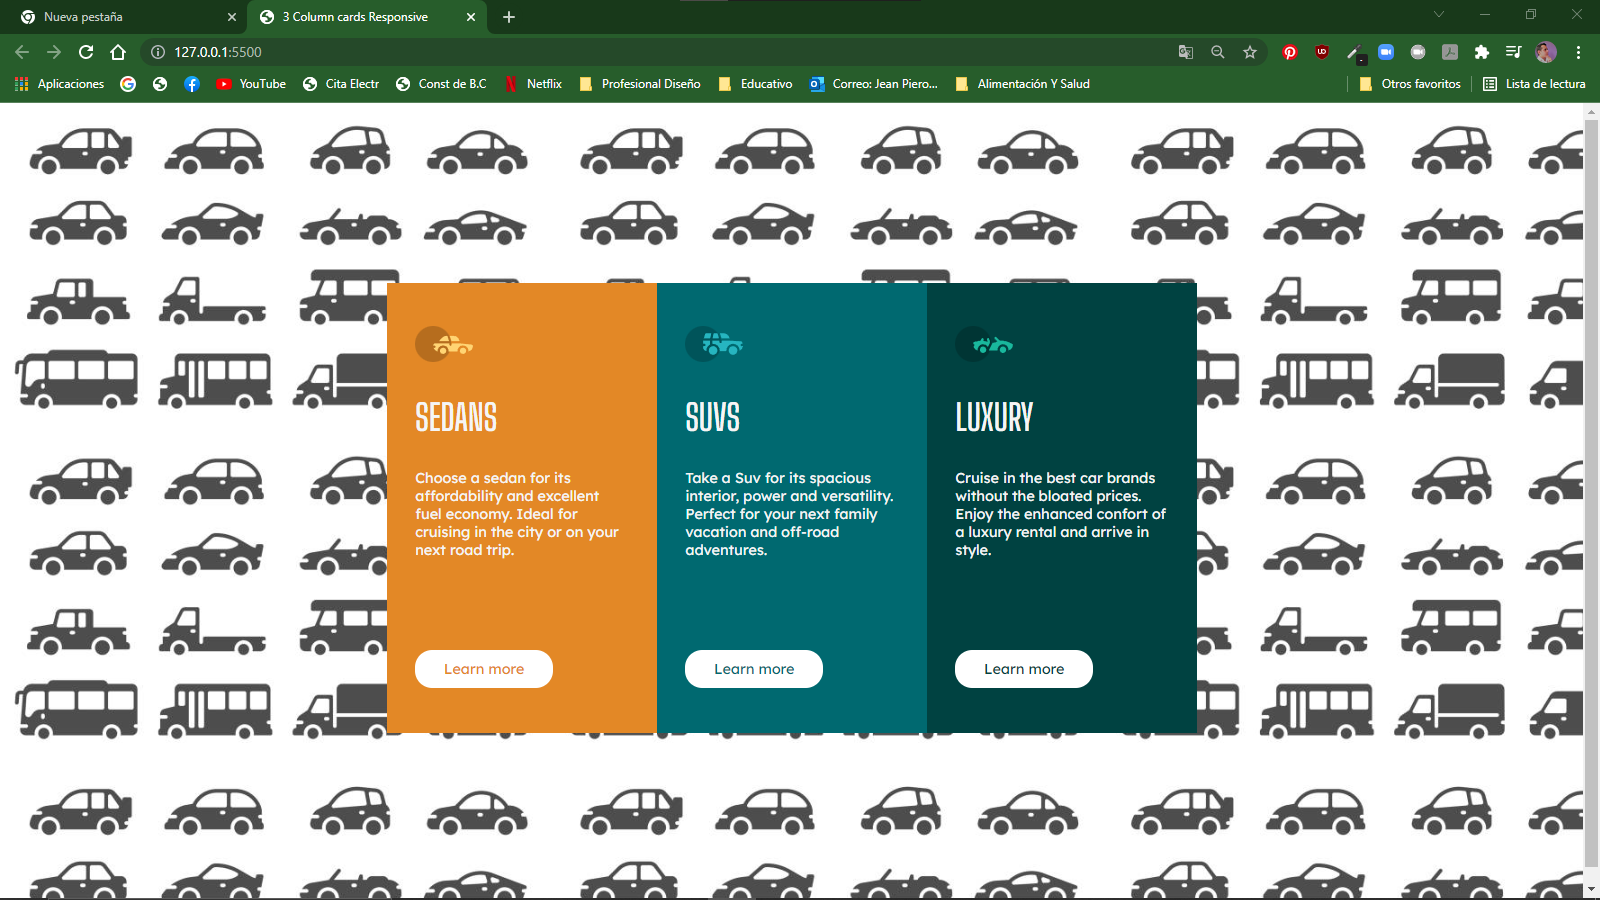 Nueva pestaña
3 Column cards Responsive
127.0.0.1:5500
Aplicaciones
YouTube
Cita Electr
Const de B.C
Netflix
Profesional Diseño
Educativo
Correo: Jean Piero...
Alimentación Y Salud
Otros favoritos
Lista de lectura
SEDANS
Choose a sedan for its
affordability and excellent
fuel economy. Ideal for
cruising in the city or on your
next road trip.
Learn more
SUVS
Take a Suv for its spacious
interior, power and versatility.
Perfect for your next family
vacation and off-road
adventures.
Learn more
LUXURY
Cruise in the best car brands
without the bloated prices.
Enjoy the enhanced confort of
a luxury rental and arrive in
style.
Learn more